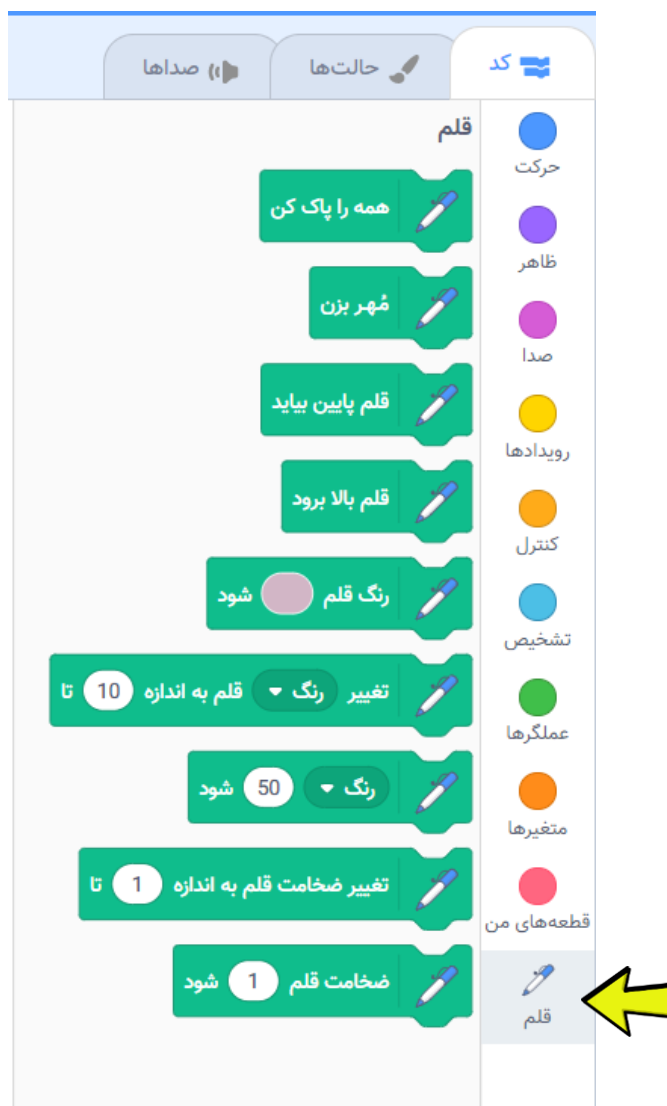 کد
حالت‌ها
صداها
قلم
همه را پاک کن
مُهر بزن
قلم پایین بیاید
قلم بالا برود
رنگ قلم شود
تغییر رنگ قلم به اندازه 10 تا
رنگ 50 شود
تغییر ضخامت قلم به اندازه 1 تا
ضخامت قلم 1 شود
حرکت
ظاهر
صدا
رویدادها
کنترل
تشخیص
عملگرها
متغیرها
قطعه‌های من
قلم